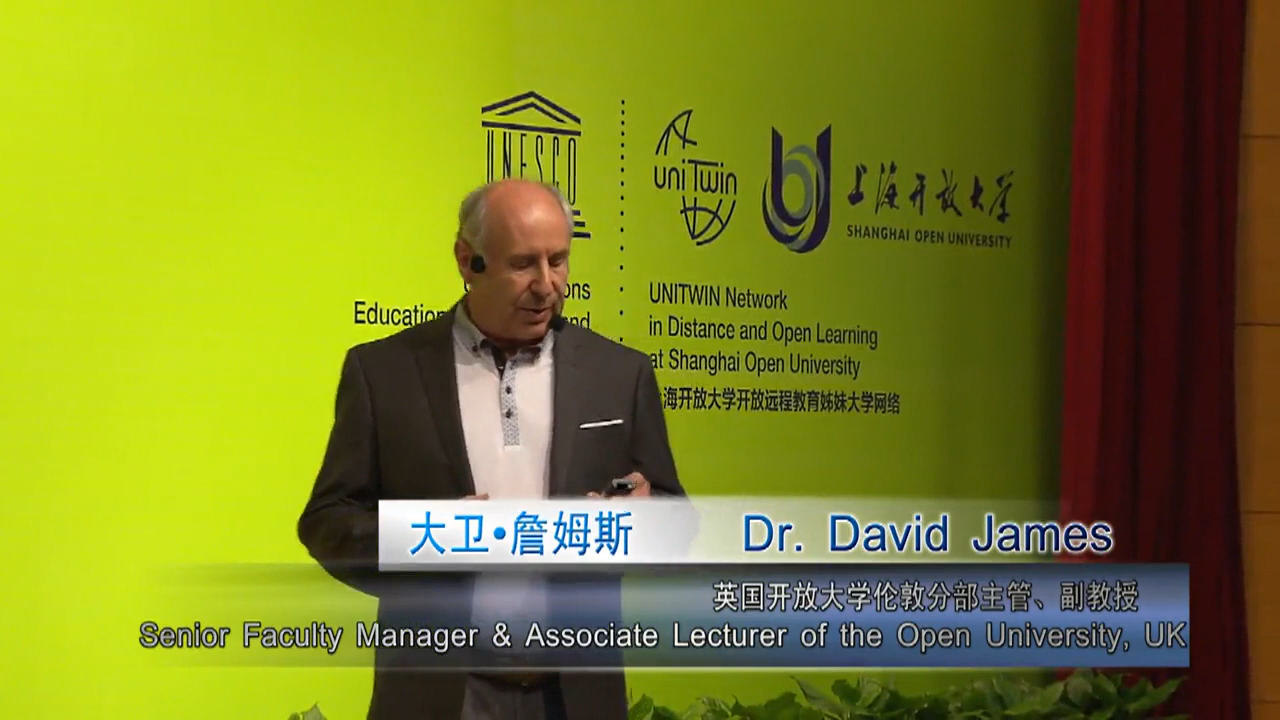 UNESCO
uniTwin
上海开放大学
SHANGHAI OPEN UNIVERSITY
UNITWIN Network
in Distance and Open Learning
at Shanghai Open University
海开放大学开放远程教育姊妹大学网络
大卫•詹姆斯 Dr. David James
英国开放大学伦敦分部主管、副教授
Senior Faculty Manager & Associate Lecturer of the Open University, UK